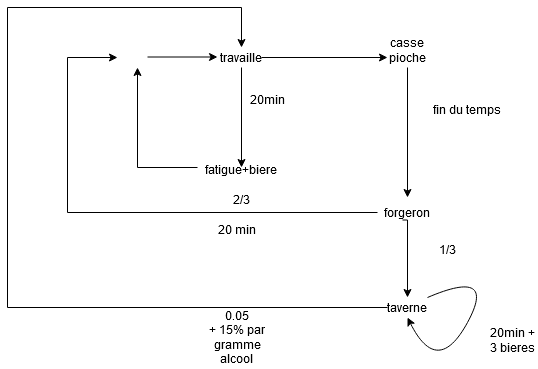 casse
pioche
travaille
20min
fin du temps
fatigue+biere
2/3
forgeron
20 min
1/3
taverne
0.05
+ 15% par
gramme
alcool
20min +
3 bieres